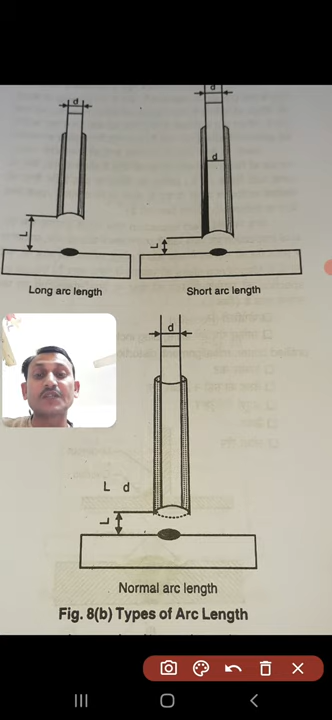 d
d
d
L
L
Long arc length
Short arc length
d
L d
L
Normal arc length
Fig. 8(b) Types of Arc Length